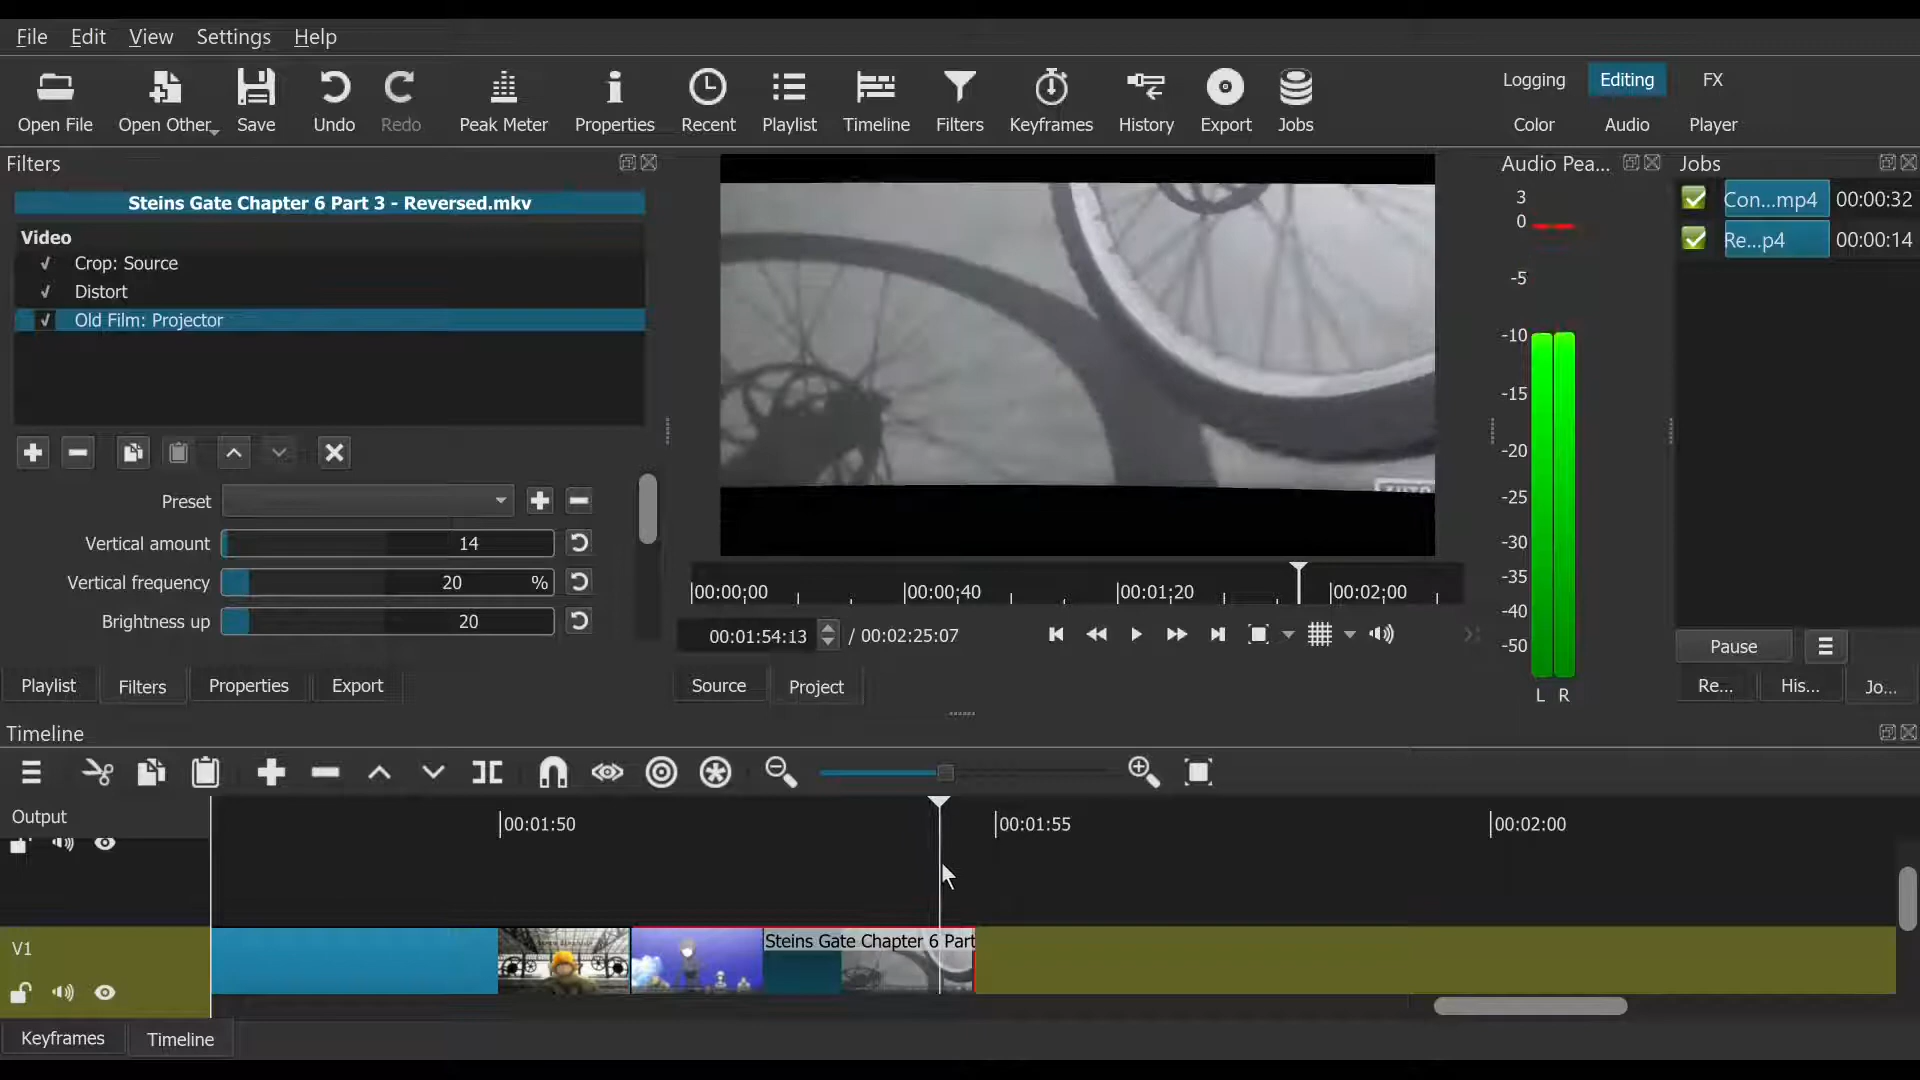 File Edit View Settings Help
Open File Open Other... Save Undo Redo Peak Meter Properties Recent Playlist Timeline Filters Keyframes History Export Jobs
Logging Editing FX
Color Audio Player
Filters
Audio Pea...
Jobs
Steins Gate Chapter 6 Part 3 - Reversed.mkv
Video
Crop: Source
Distort
Old Film: Projector
Con...mp4 00:00:32
Re...p4 00:00:14
3
0
-5
-10
-15
-20
-25
-30
-35
-40
-50
L R
Preset
Vertical amount 14
Vertical frequency 20 %
Brightness up 20
00:00:00 00:00:40 00:01:20 00:02:00
00:01:54:13 / 00:02:25:07
Pause
Playlist Filters Properties Export
Source Project
Re... His... Jo...
Timeline
Output
00:01:50 00:01:55 00:02:00
V1
Steins Gate Chapter 6 Part
Keyframes Timeline